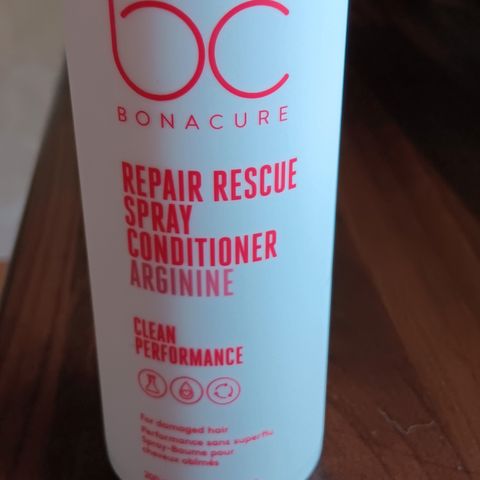 bc
BONACURE
REPAIR RESCUE
SPRAY
CONDITIONER
ARGININE
CLEAN
PERFORMANCE
For damaged hair
Performance sans superflu
Spray-Baume pour
cheveux abîmés